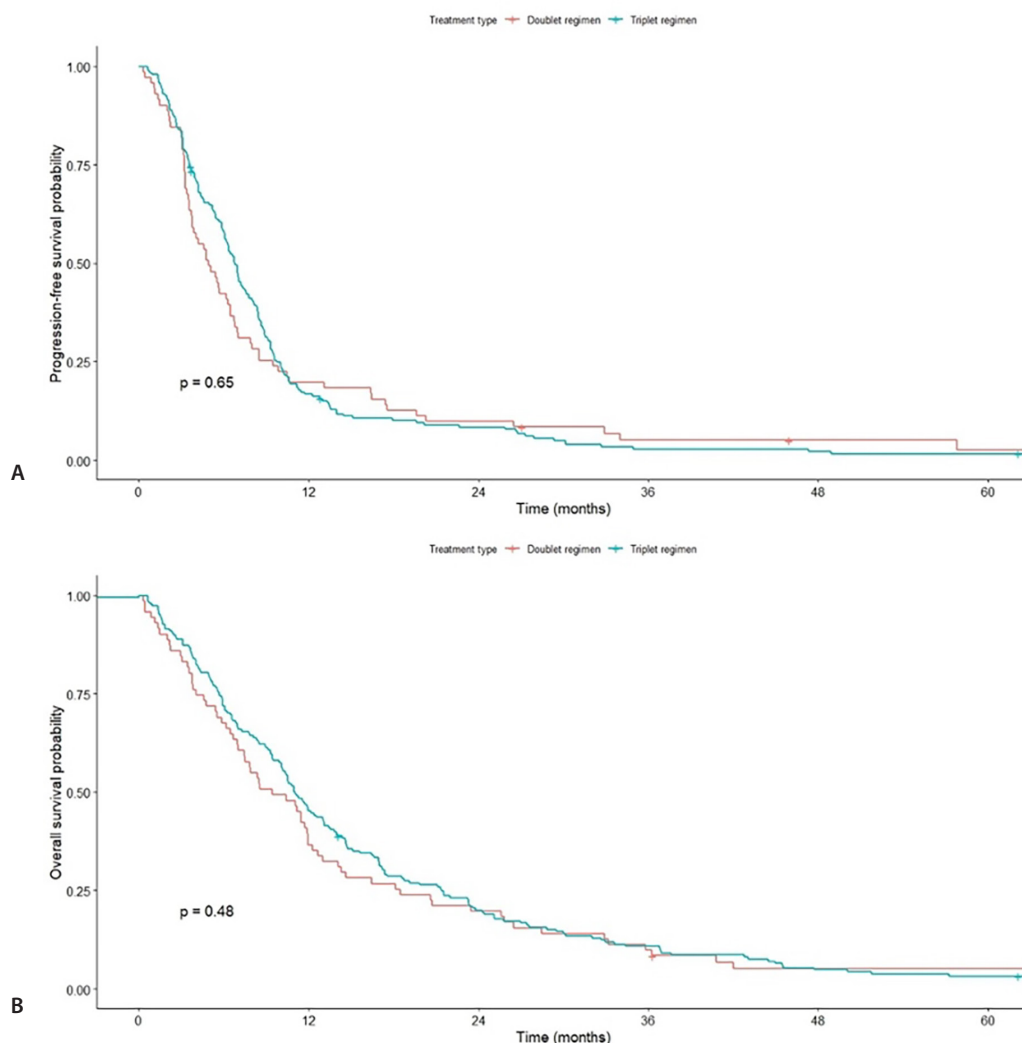 Treatment type Doublet regimen Triplet regimen
Progression-free survival probability
1.00
0.75
0.50
0.25
0.00
p = 0.65
A
0 12 24 36 48 60
Time (months)
Treatment type Doublet regimen Triplet regimen
Overall survival probability
1.00
0.75
0.50
0.25
0.00
p = 0.48
B
0 12 24 36 48 60
Time (months)